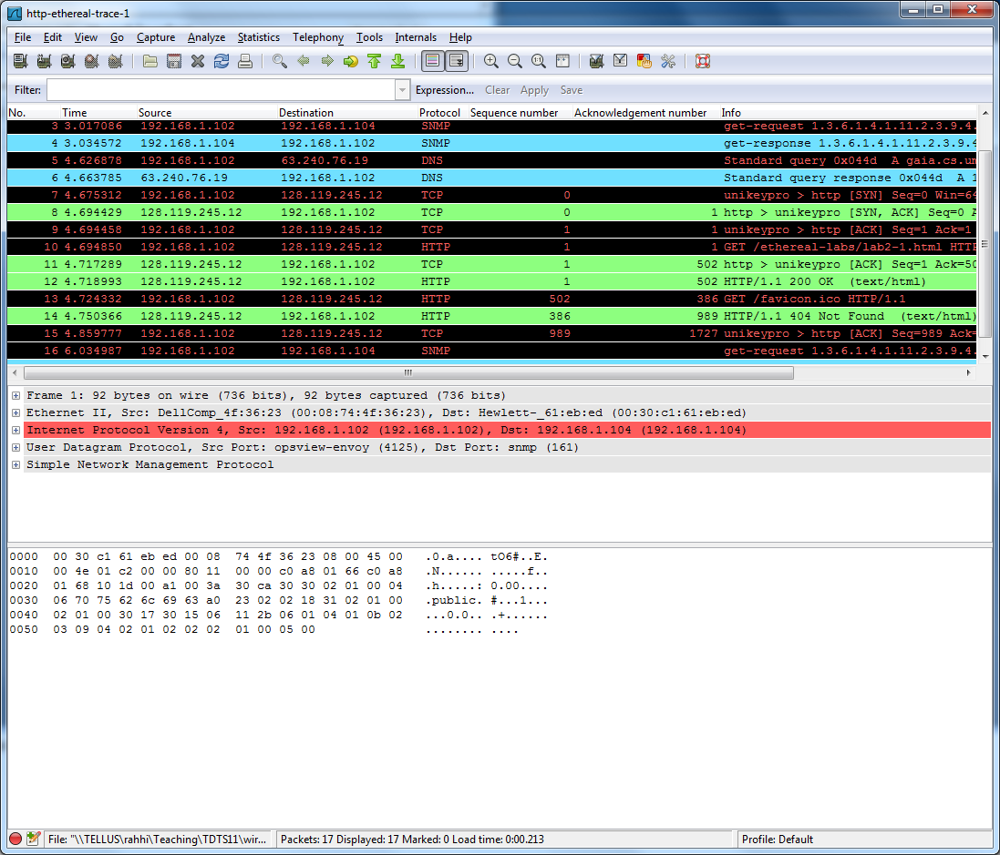 http-ethereal-trace-1
File Edit View Go Capture Analyze Statistics Telephony Tools Internals Help
Filter: Expression... Clear Apply Save
No. Time Source Destination Protocol Sequence number Acknowledgement number Info
3 3.017086 192.168.1.102 192.168.1.104 SNMP get-request 1.3.6.1.4.1.11.2.3.9.4.
4 3.034572 192.168.1.104 192.168.1.102 SNMP get-response 1.3.6.1.4.1.11.2.3.9.4
5 4.626878 192.168.1.102 63.240.76.19 DNS Standard query 0x044d A gaia.cs.um
6 4.663785 63.240.76.19 192.168.1.102 DNS Standard query response 0x044d A 1
7 4.675312 192.168.1.102 128.119.245.12 TCP 0 unikeypro > http [SYN] Seq=0 Win=64
8 4.694429 128.119.245.12 192.168.1.102 TCP 0 1 http > unikeypro [SYN, ACK] Seq=0 A
9 4.694458 192.168.1.102 128.119.245.12 TCP 1 1 unikeypro > http [ACK] Seq=1 Ack=1
10 4.694850 192.168.1.102 128.119.245.12 HTTP 1 1 GET /ethereal-labs/lab2-1.html HTTP
11 4.717289 128.119.245.12 192.168.1.102 TCP 1 502 http > unikeypro [ACK] Seq=1 Ack=50
12 4.718993 128.119.245.12 192.168.1.102 HTTP 1 502 HTTP/1.1 200 OK (text/html)
13 4.724332 192.168.1.102 128.119.245.12 HTTP 502 386 GET /favicon.ico HTTP/1.1
14 4.750366 128.119.245.12 192.168.1.102 HTTP 386 989 HTTP/1.1 404 Not Found (text/html)
15 4.859777 192.168.1.102 128.119.245.12 TCP 989 1727 unikeypro > http [ACK] Seq=989 Ack=
16 6.034987 192.168.1.102 192.168.1.104 SNMP get-request 1.3.6.1.4.1.11.2.3.9.4.
Frame 1: 92 bytes on wire (736 bits), 92 bytes captured (736 bits)
Ethernet II, Src: DellComp_4f:36:23 (00:08:74:4f:36:23), Dst: Hewlett-_61:eb:ed (00:30:c1:61:eb:ed)
Internet Protocol Version 4, Src: 192.168.1.102 (192.168.1.102), Dst: 192.168.1.104 (192.168.1.104)
User Datagram Protocol, Src Port: opsview-envoy (4125), Dst Port: snmp (161)
Simple Network Management Protocol
0000 00 30 c1 61 eb ed 00 08 74 4f 36 23 08 00 45 00 .0.a.... tO6#..E.
0010 00 4e 01 c2 00 00 80 11 00 00 c0 a8 01 66 c0 a8 .N...... .....f..
0020 01 68 10 1d 00 a1 00 3a 30 ca 30 30 02 01 00 04 .h.....: 0.00....
0030 06 70 75 62 6c 69 63 a0 23 02 02 18 31 02 01 00 .public. #...1...
0040 02 01 00 30 17 30 15 06 11 2b 06 01 04 01 0b 02 ...0.0.. .+......
0050 03 09 04 02 01 02 02 02 01 00 05 00 ........ ....
File: "\\TELLUS\rahhi\Teaching\TDTS11\wir... Packets: 17 Displayed: 17 Marked: 0 Load time: 0:00.213 Profile: Default